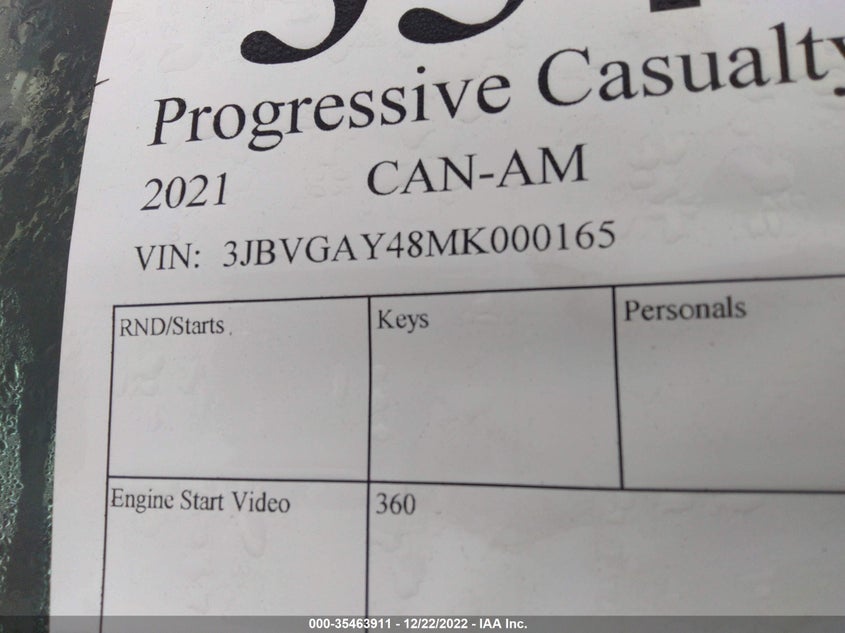 Progressive Casualty
2021 CAN-AM
VIN: 3JBVGAY48MK000165
RND/Starts
Keys
Personals
Engine Start Video
360
000-35463911 - 12/22/2022 - IAA Inc.